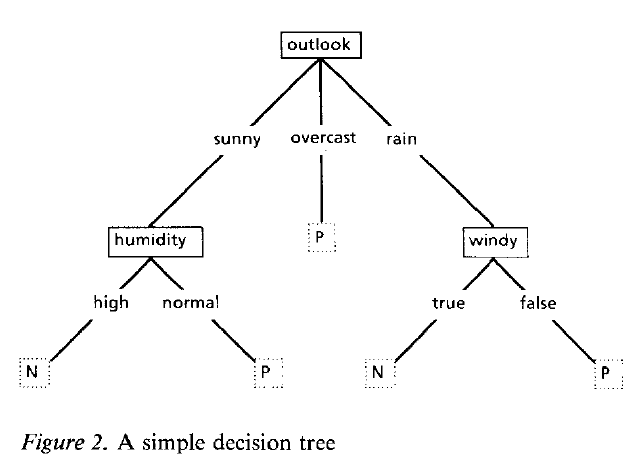 outlook
sunny overcast rain
humidity P windy
high normal true false
N P N P
Figure 2. A simple decision tree